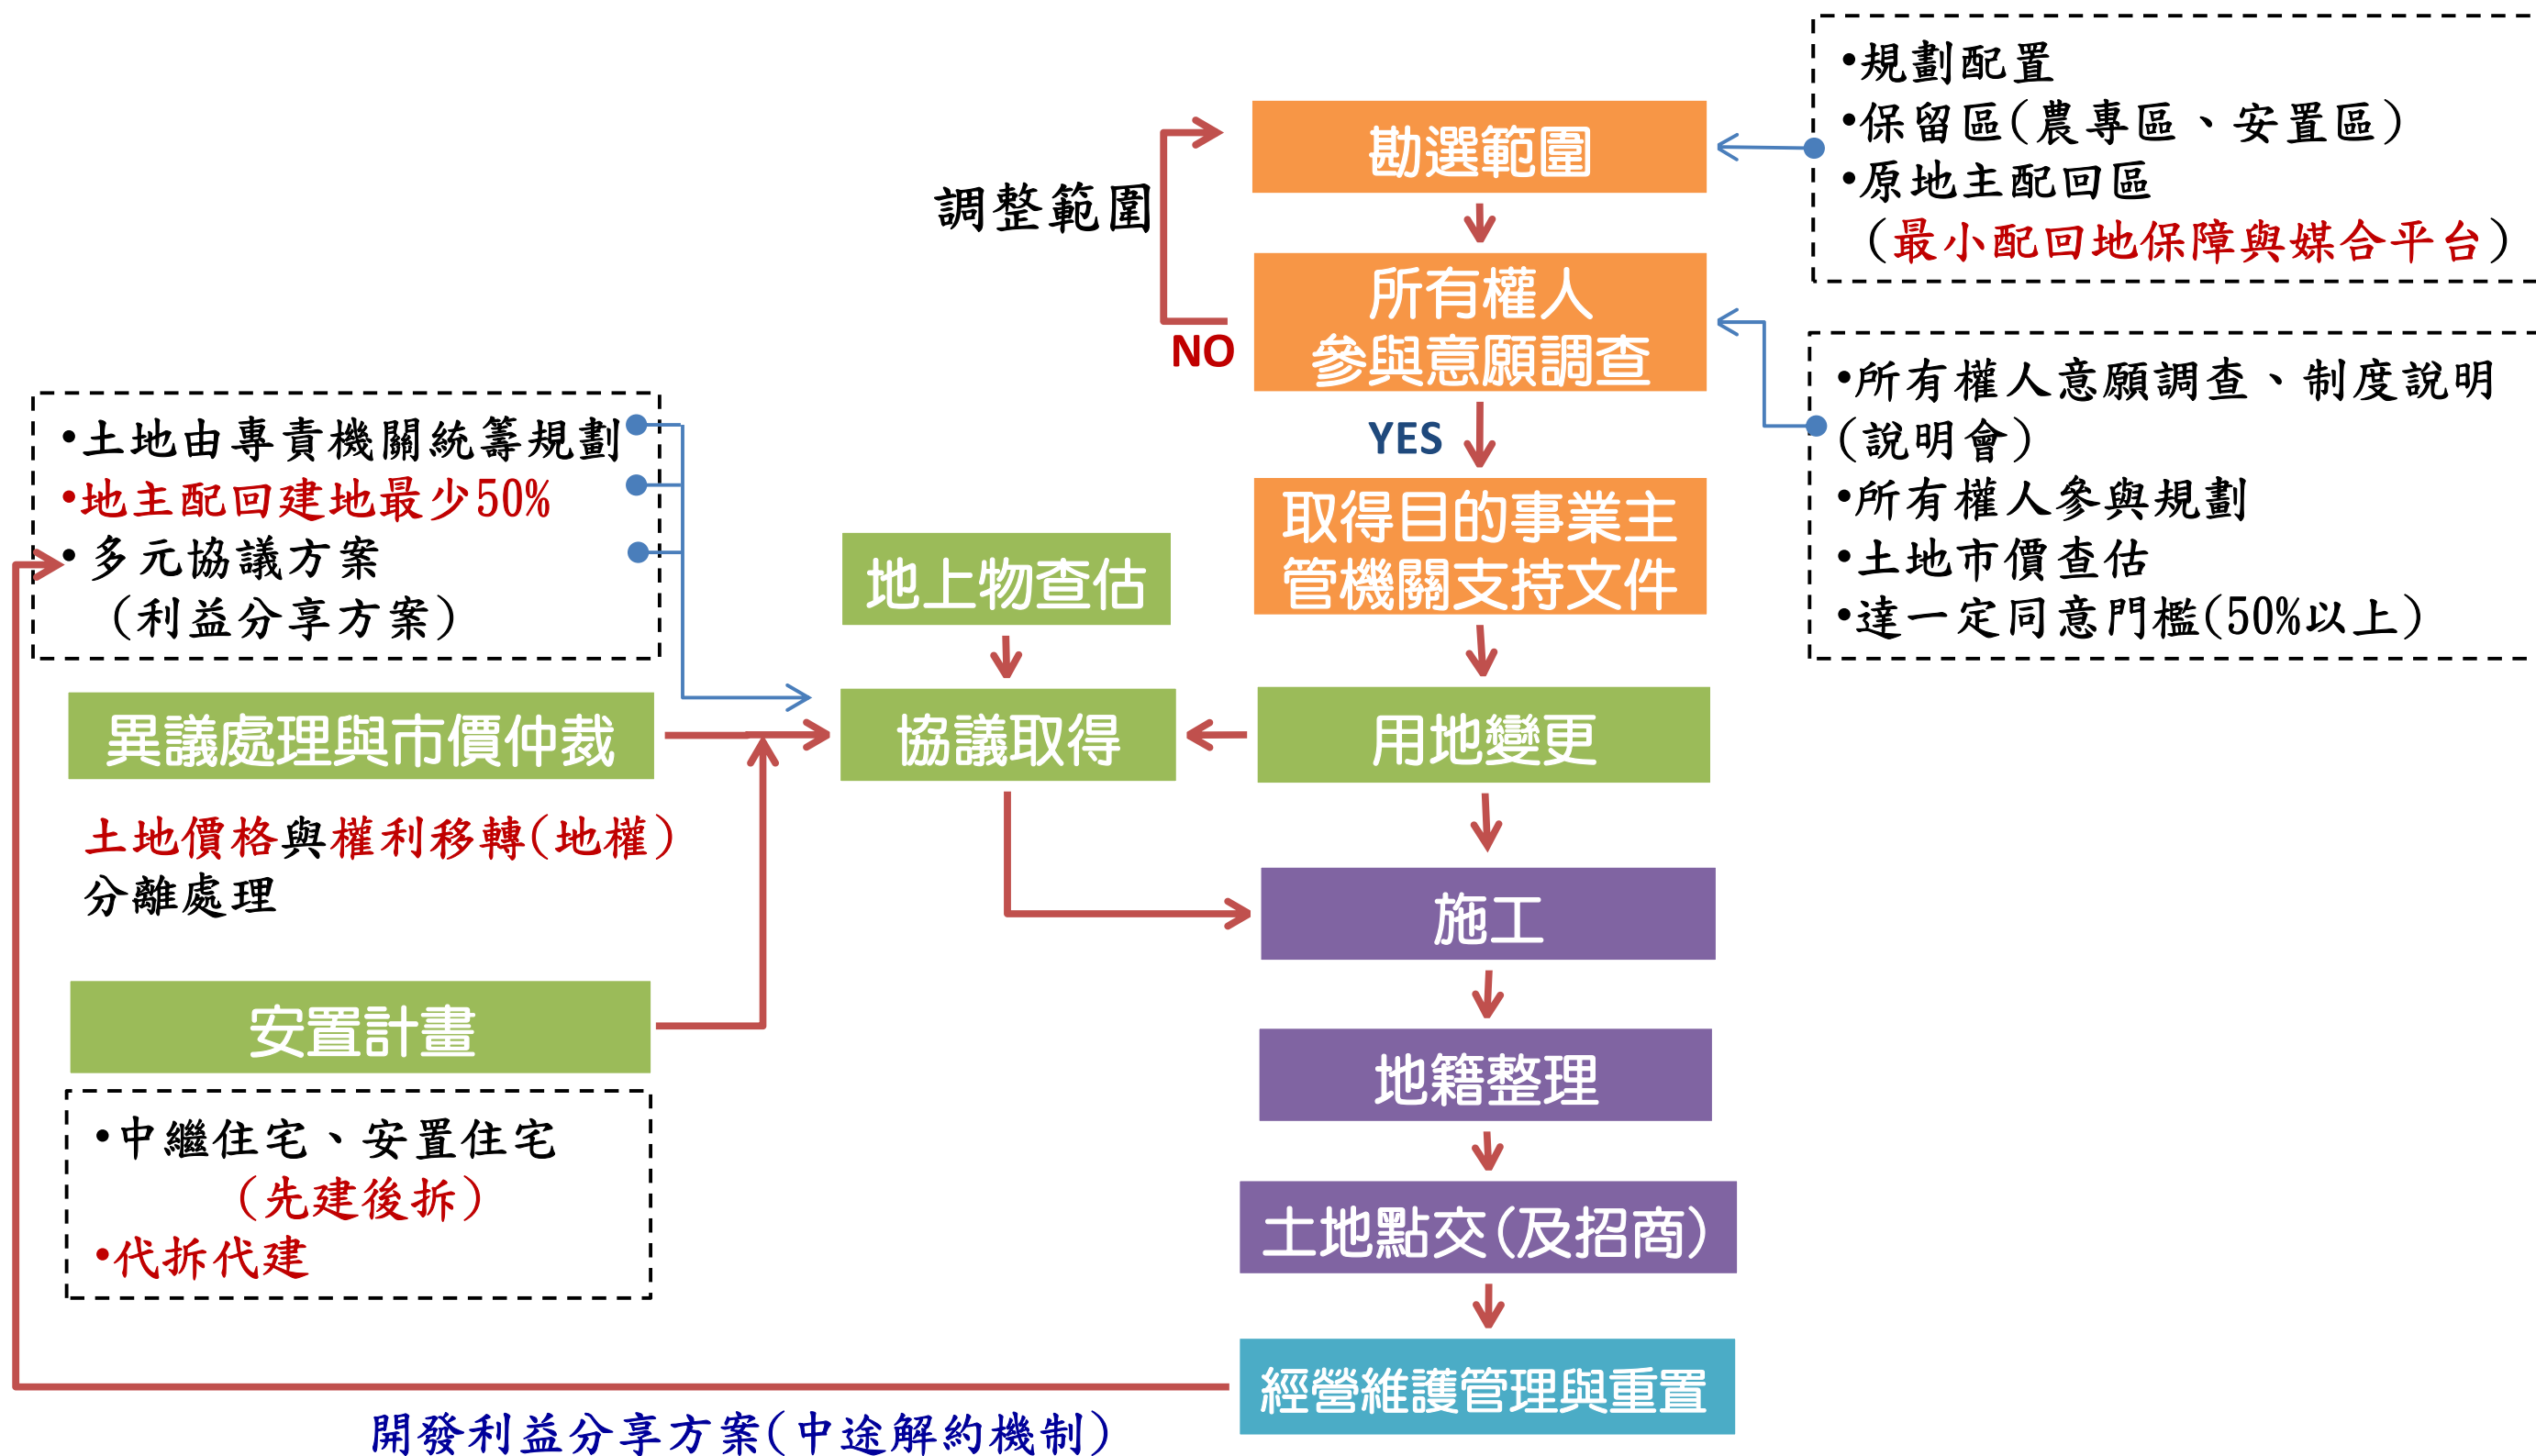 •規劃配置
•保留區(農專區、安置區)
•原地主配回區
(最小配回地保障與媒合平台)
勘選範圍
調整範圍
所有權人
參與意願調查
NO
YES
•所有權人意願調查、制度說明
(說明會)
•所有權人參與規劃
•土地市價查估
•達一定同意門檻(50%以上)
取得目的事業主
管機關支持文件
•土地由專責機關統籌規劃
•地主配回建地最少50%
•多元協議方案
(利益分享方案)
地上物查估
異議處理與市價仲裁
協議取得
用地變更
土地價格與權利移轉(地權)
分離處理
施工
安置計畫
地籍整理
•中繼住宅、安置住宅
(先建後拆)
•代拆代建
土地點交(及招商)
經營維護管理與重置
開發利益分享方案(中途解約機制)